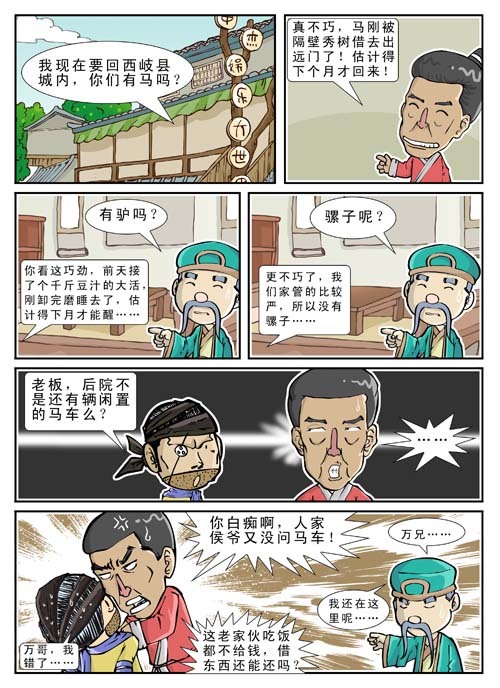 我现在要回西岐县
城内，你们有马吗？
甲
杰
娱
乐
大
世
界
真不巧，马刚被
隔壁秀树借去出
远门了！估计得
下个月才回来！
有驴吗？
你看这巧劲，前天接
了个千斤豆汁的大活，
刚卸完磨睡去了，估
计得下月才能醒……
骡子呢？
更不巧了，我
们家管的比较
严，所以没有
骡子……
老板，后院不
是还有辆闲置
的马车么？
……
你白痴啊，人家
侯爷又没问马车！
万兄……
我还在这
里呢……
这老家伙吃饭
都不给钱，借
东西还能还吗？
万哥，我
错了……